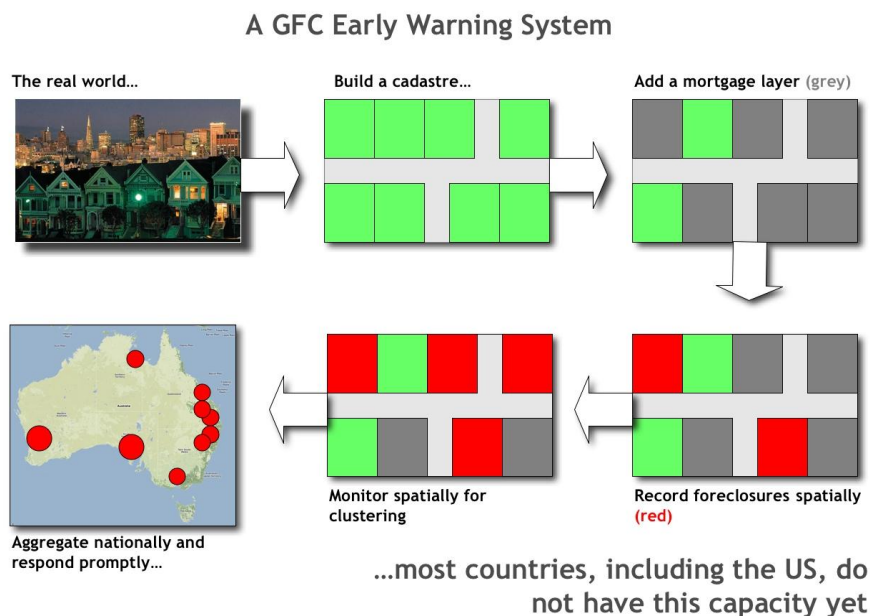 A GFC Early Warning System
The real world…
Build a cadastre…
Add a mortgage layer (grey)
Monitor spatially for
clustering
Record foreclosures spatially
(red)
Aggregate nationally and
respond promptly…
…most countries, including the US, do
not have this capacity yet